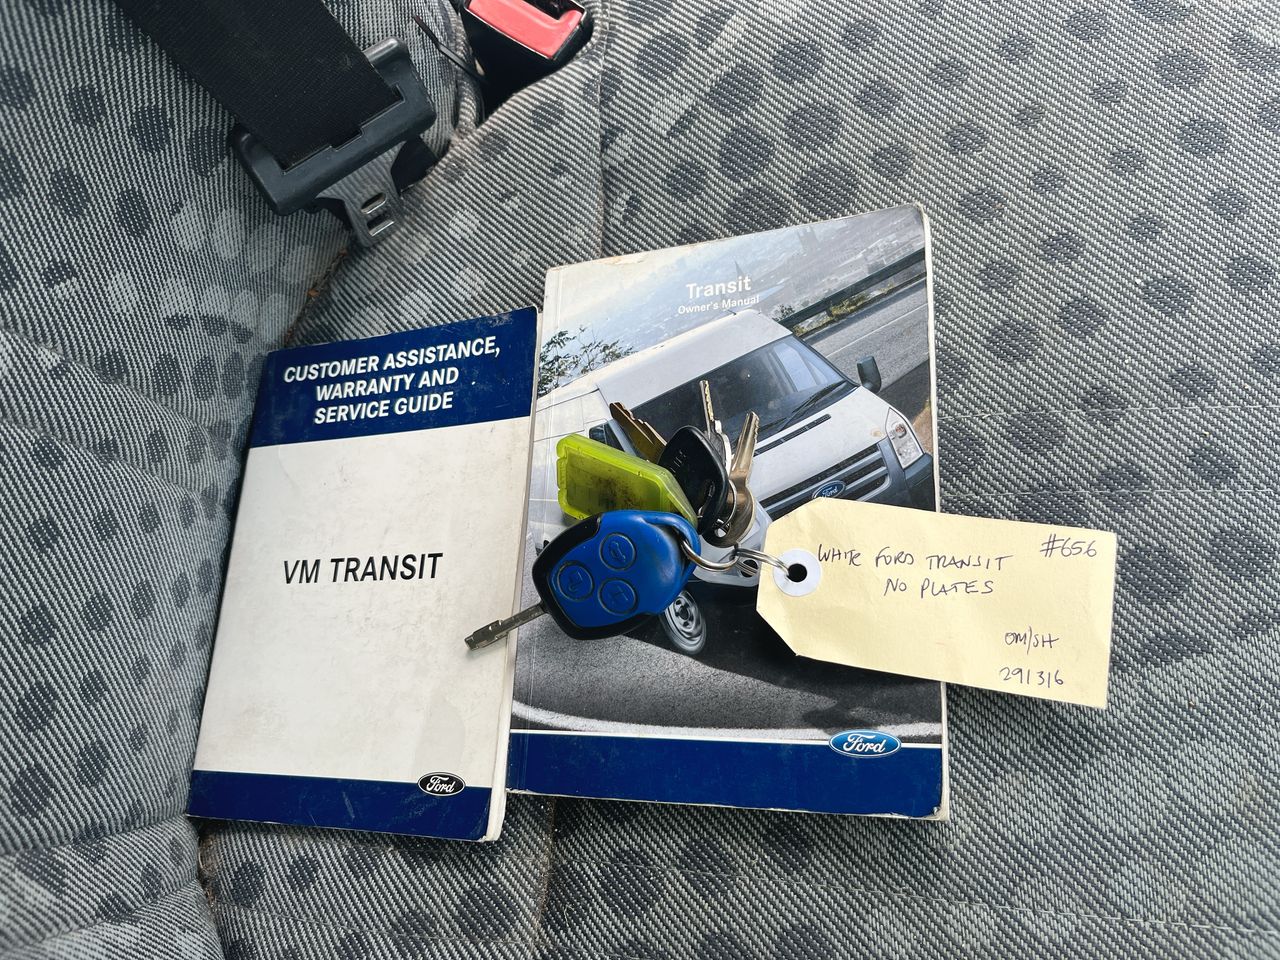 CUSTOMER ASSISTANCE,
WARRANTY AND
SERVICE GUIDE
VM TRANSIT
Ford
Transit
Owner's Manual
Ford
Ford
#656
WHITE FORD TRANSIT
NO PLATES
OM/SH
291316